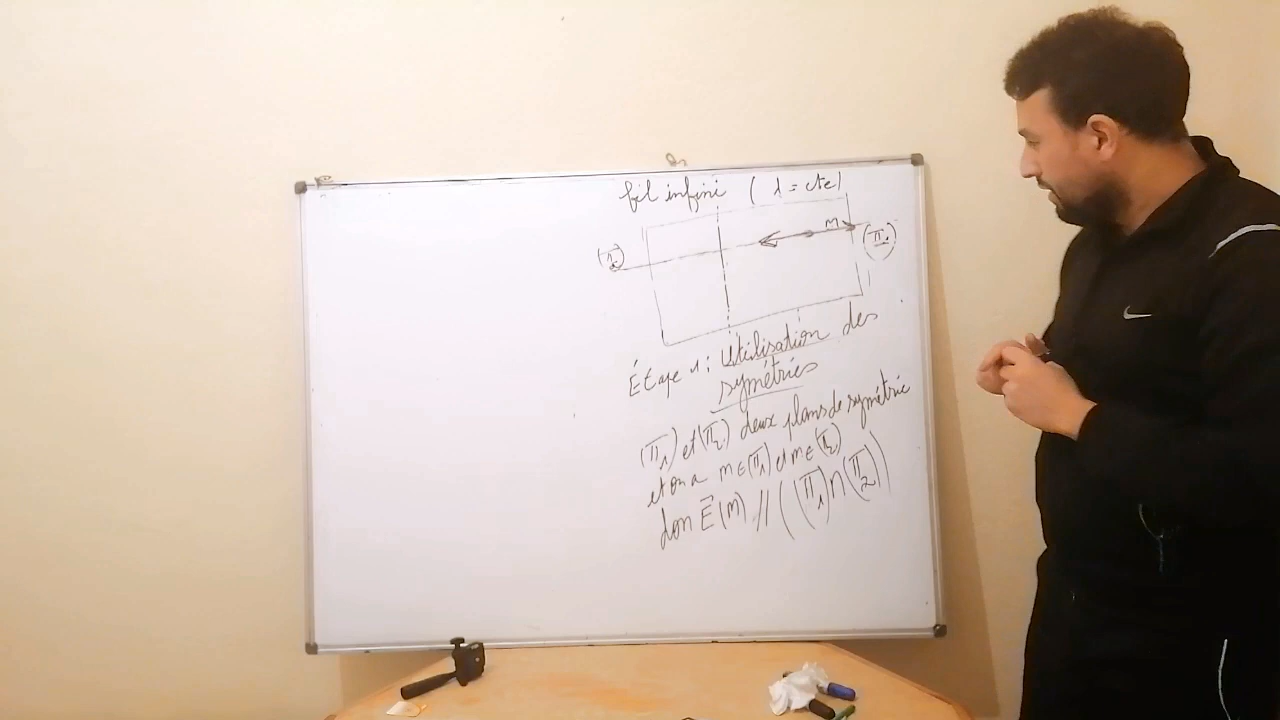 fil infini ( λ = cte)
M
(π₁)
(π₂)
Étape 1 : Utilisation des
symétries
(π₁) et (π₂) deux plans de symétrie
et on a m ∈ (π₁) et m ∈ (π₂)
don E⃗(m) // ((π₁) ∩ (π₂))